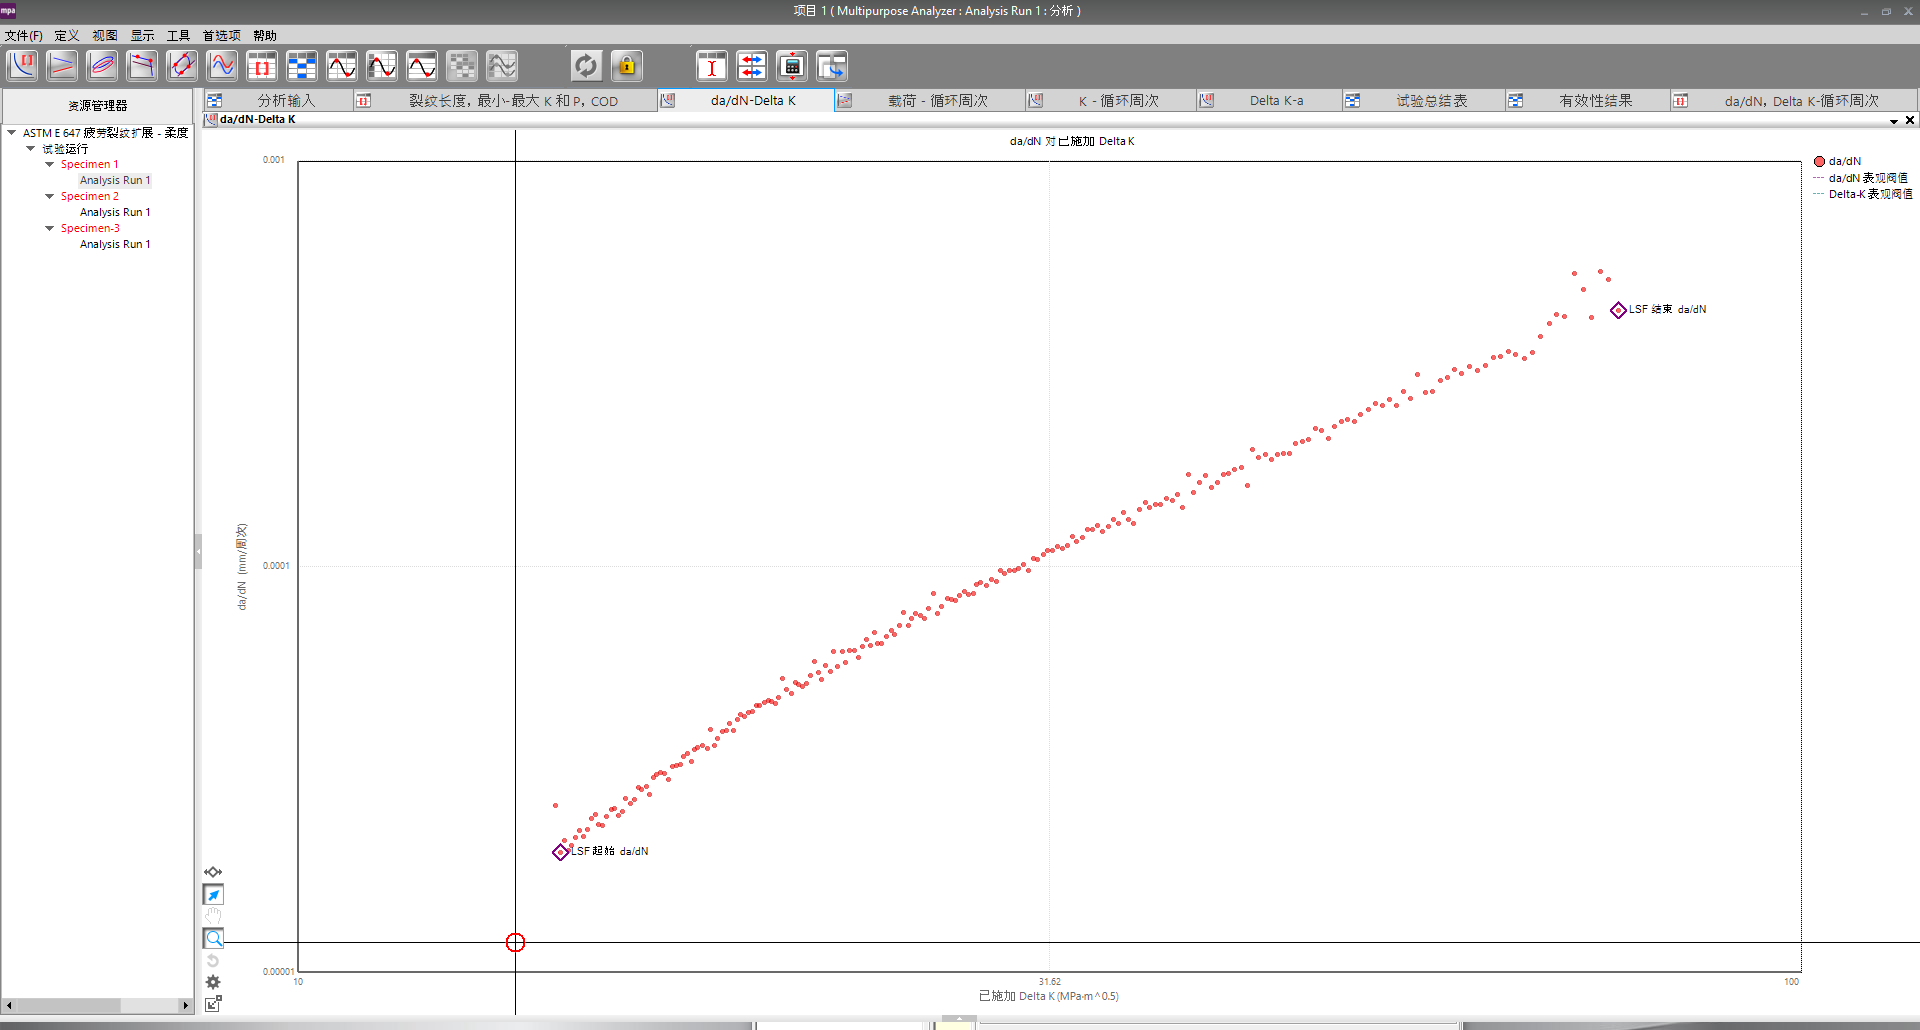 mpa
项目 1 ( Multipurpose Analyzer : Analysis Run 1 : 分析 )
文件(F) 定义 视图 显示 工具 首选项 帮助
资源管理器
分析输入
裂纹长度, 最小-最大 K 和 P, COD
da/dN-Delta K
载荷 - 循环周次
K - 循环周次
Delta K-a
试验总结表
有效性结果
da/dN, Delta K-循环周次
da/dN-Delta K
ASTM E 647 疲劳裂纹扩展 - 柔度
试验运行
Specimen 1
Analysis Run 1
Specimen 2
Analysis Run 1
Specimen-3
Analysis Run 1
da/dN 对 已施加 Delta K
da/dN
da/dN 表观阀值
Delta-K 表观阀值
0.001
0.0001
0.00001
da/dN (mm/周次)
LSF 结束 da/dN
LSF 起始 da/dN
10
31.62
100
已施加 Delta K (MPa·m^0.5)